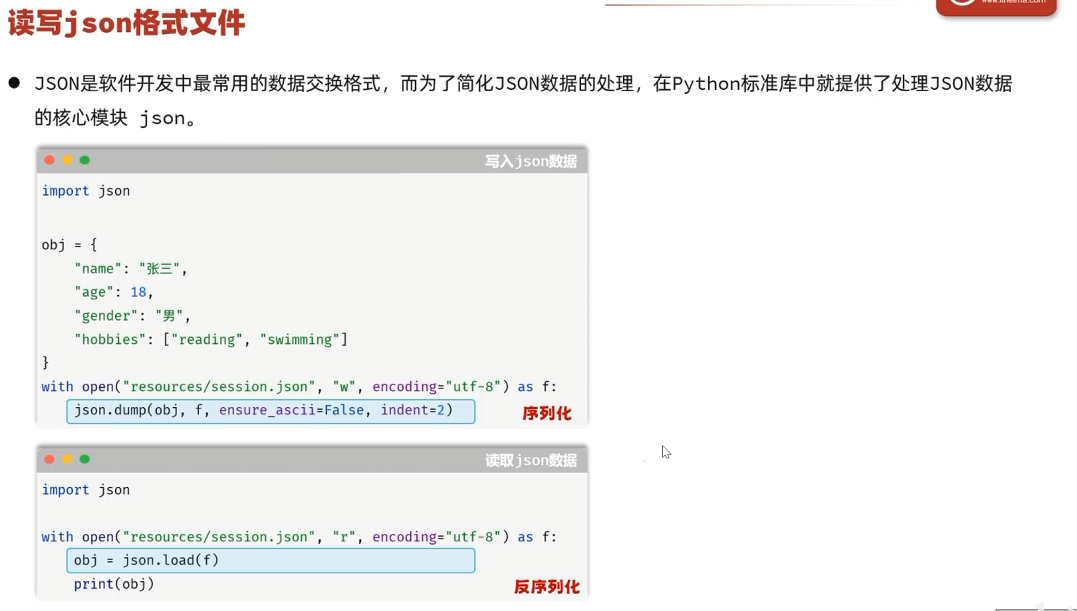 读写json格式文件
www.itheima.com
● JSON是软件开发中最常用的数据交换格式，而为了简化JSON数据的处理，在Python标准库中就提供了处理JSON数据
的核心模块 json。
写入json数据
import json
obj = {
    "name": "张三",
    "age": 18,
    "gender": "男",
    "hobbies": ["reading", "swimming"]
}
with open("resources/session.json", "w", encoding="utf-8") as f:
    json.dump(obj, f, ensure_ascii=False, indent=2)
序列化
读取json数据
import json
with open("resources/session.json", "r", encoding="utf-8") as f:
    obj = json.load(f)
    print(obj)
反序列化